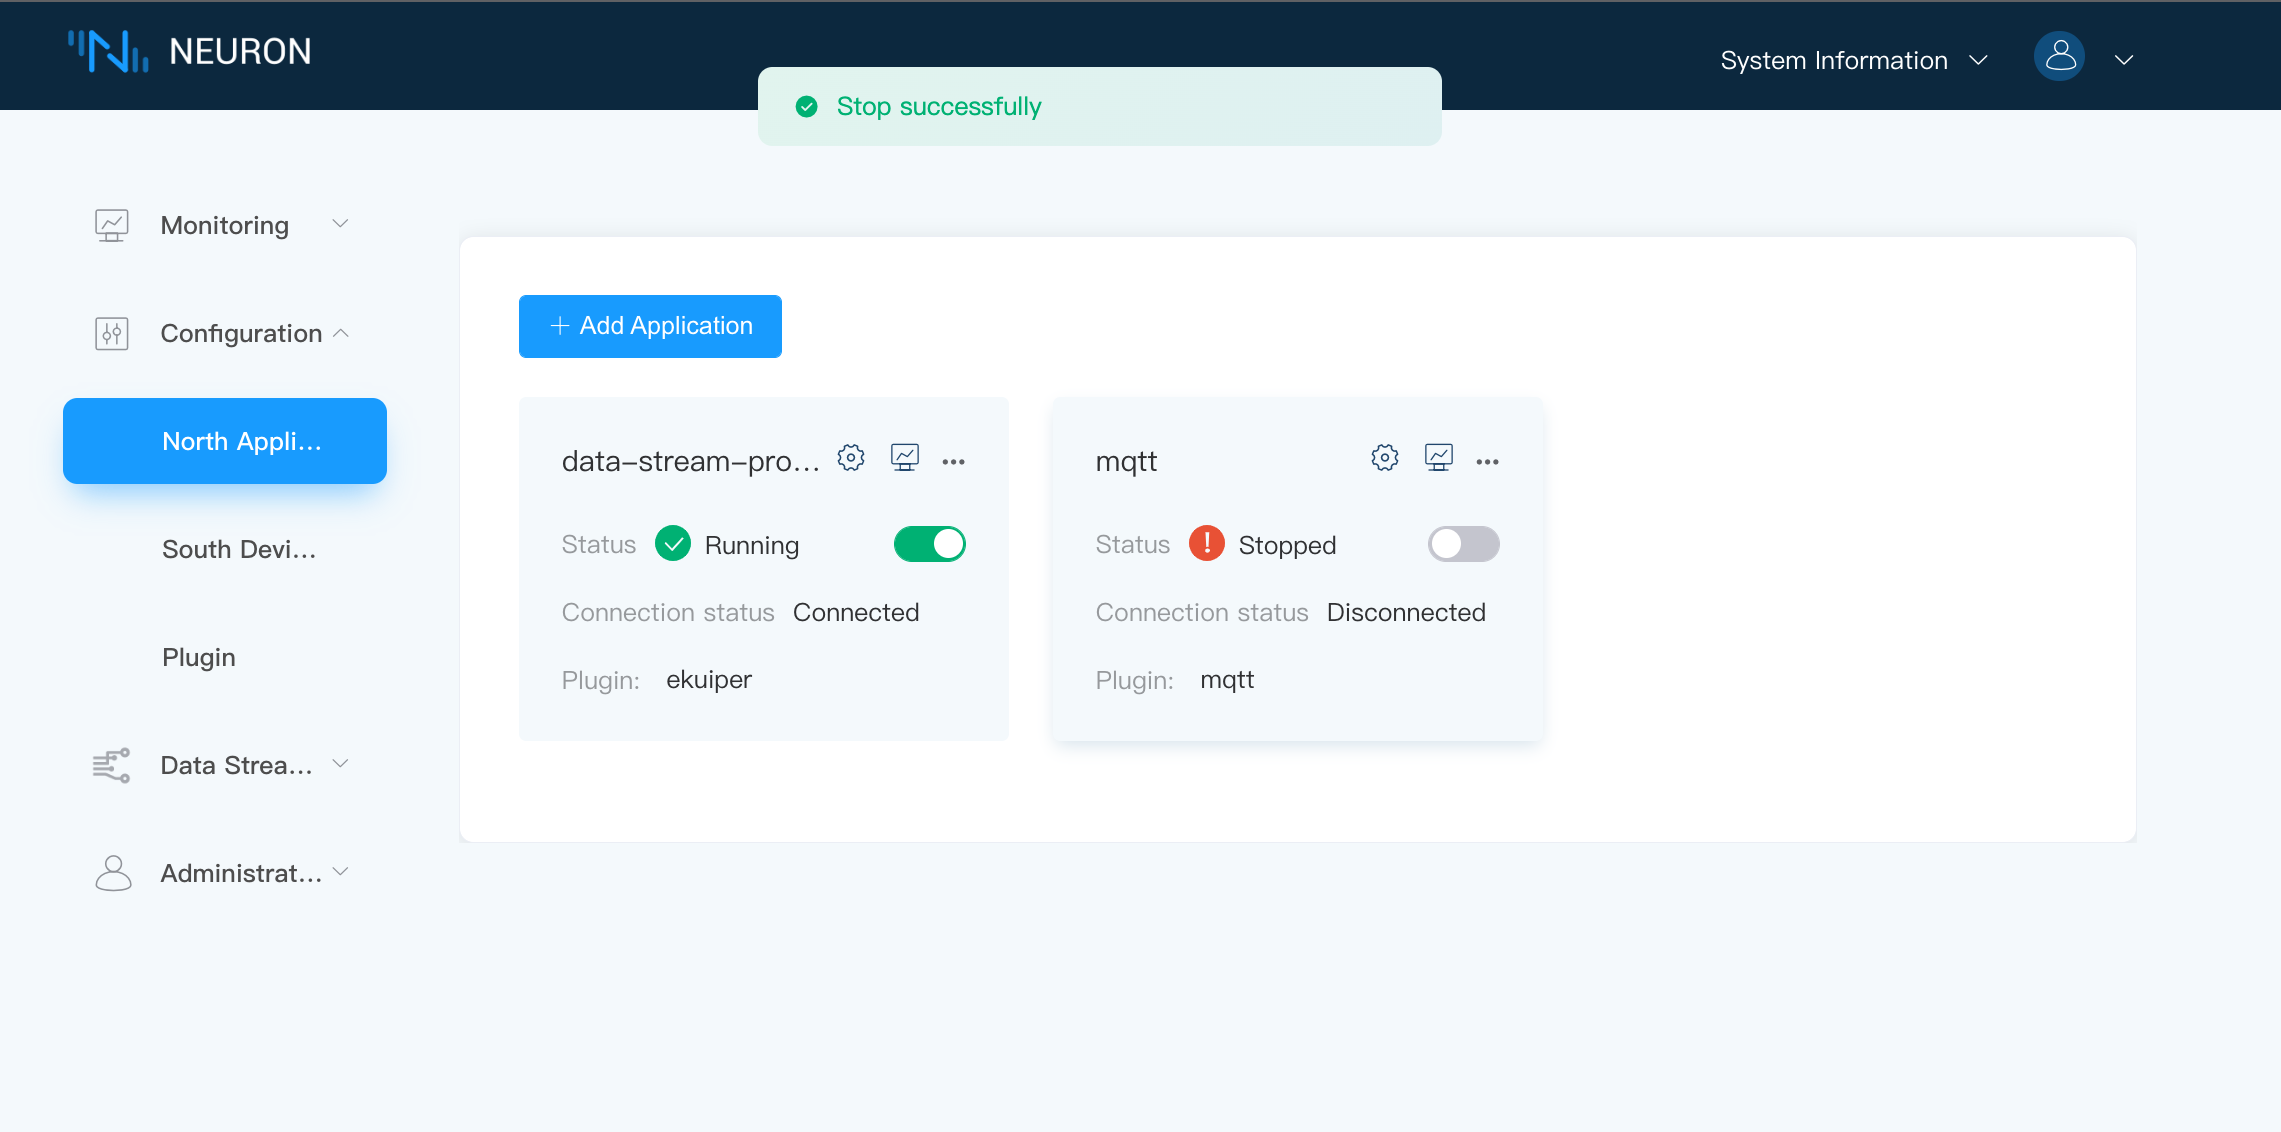 NEURON
System Information
Stop successfully
Monitoring
Configuration
North Appli...
South Devi...
Plugin
Data Strea...
Administrat...
+ Add Application
data-stream-pro...
Status Running
Connection status Connected
Plugin: ekuiper
mqtt
Status Stopped
Connection status Disconnected
Plugin: mqtt